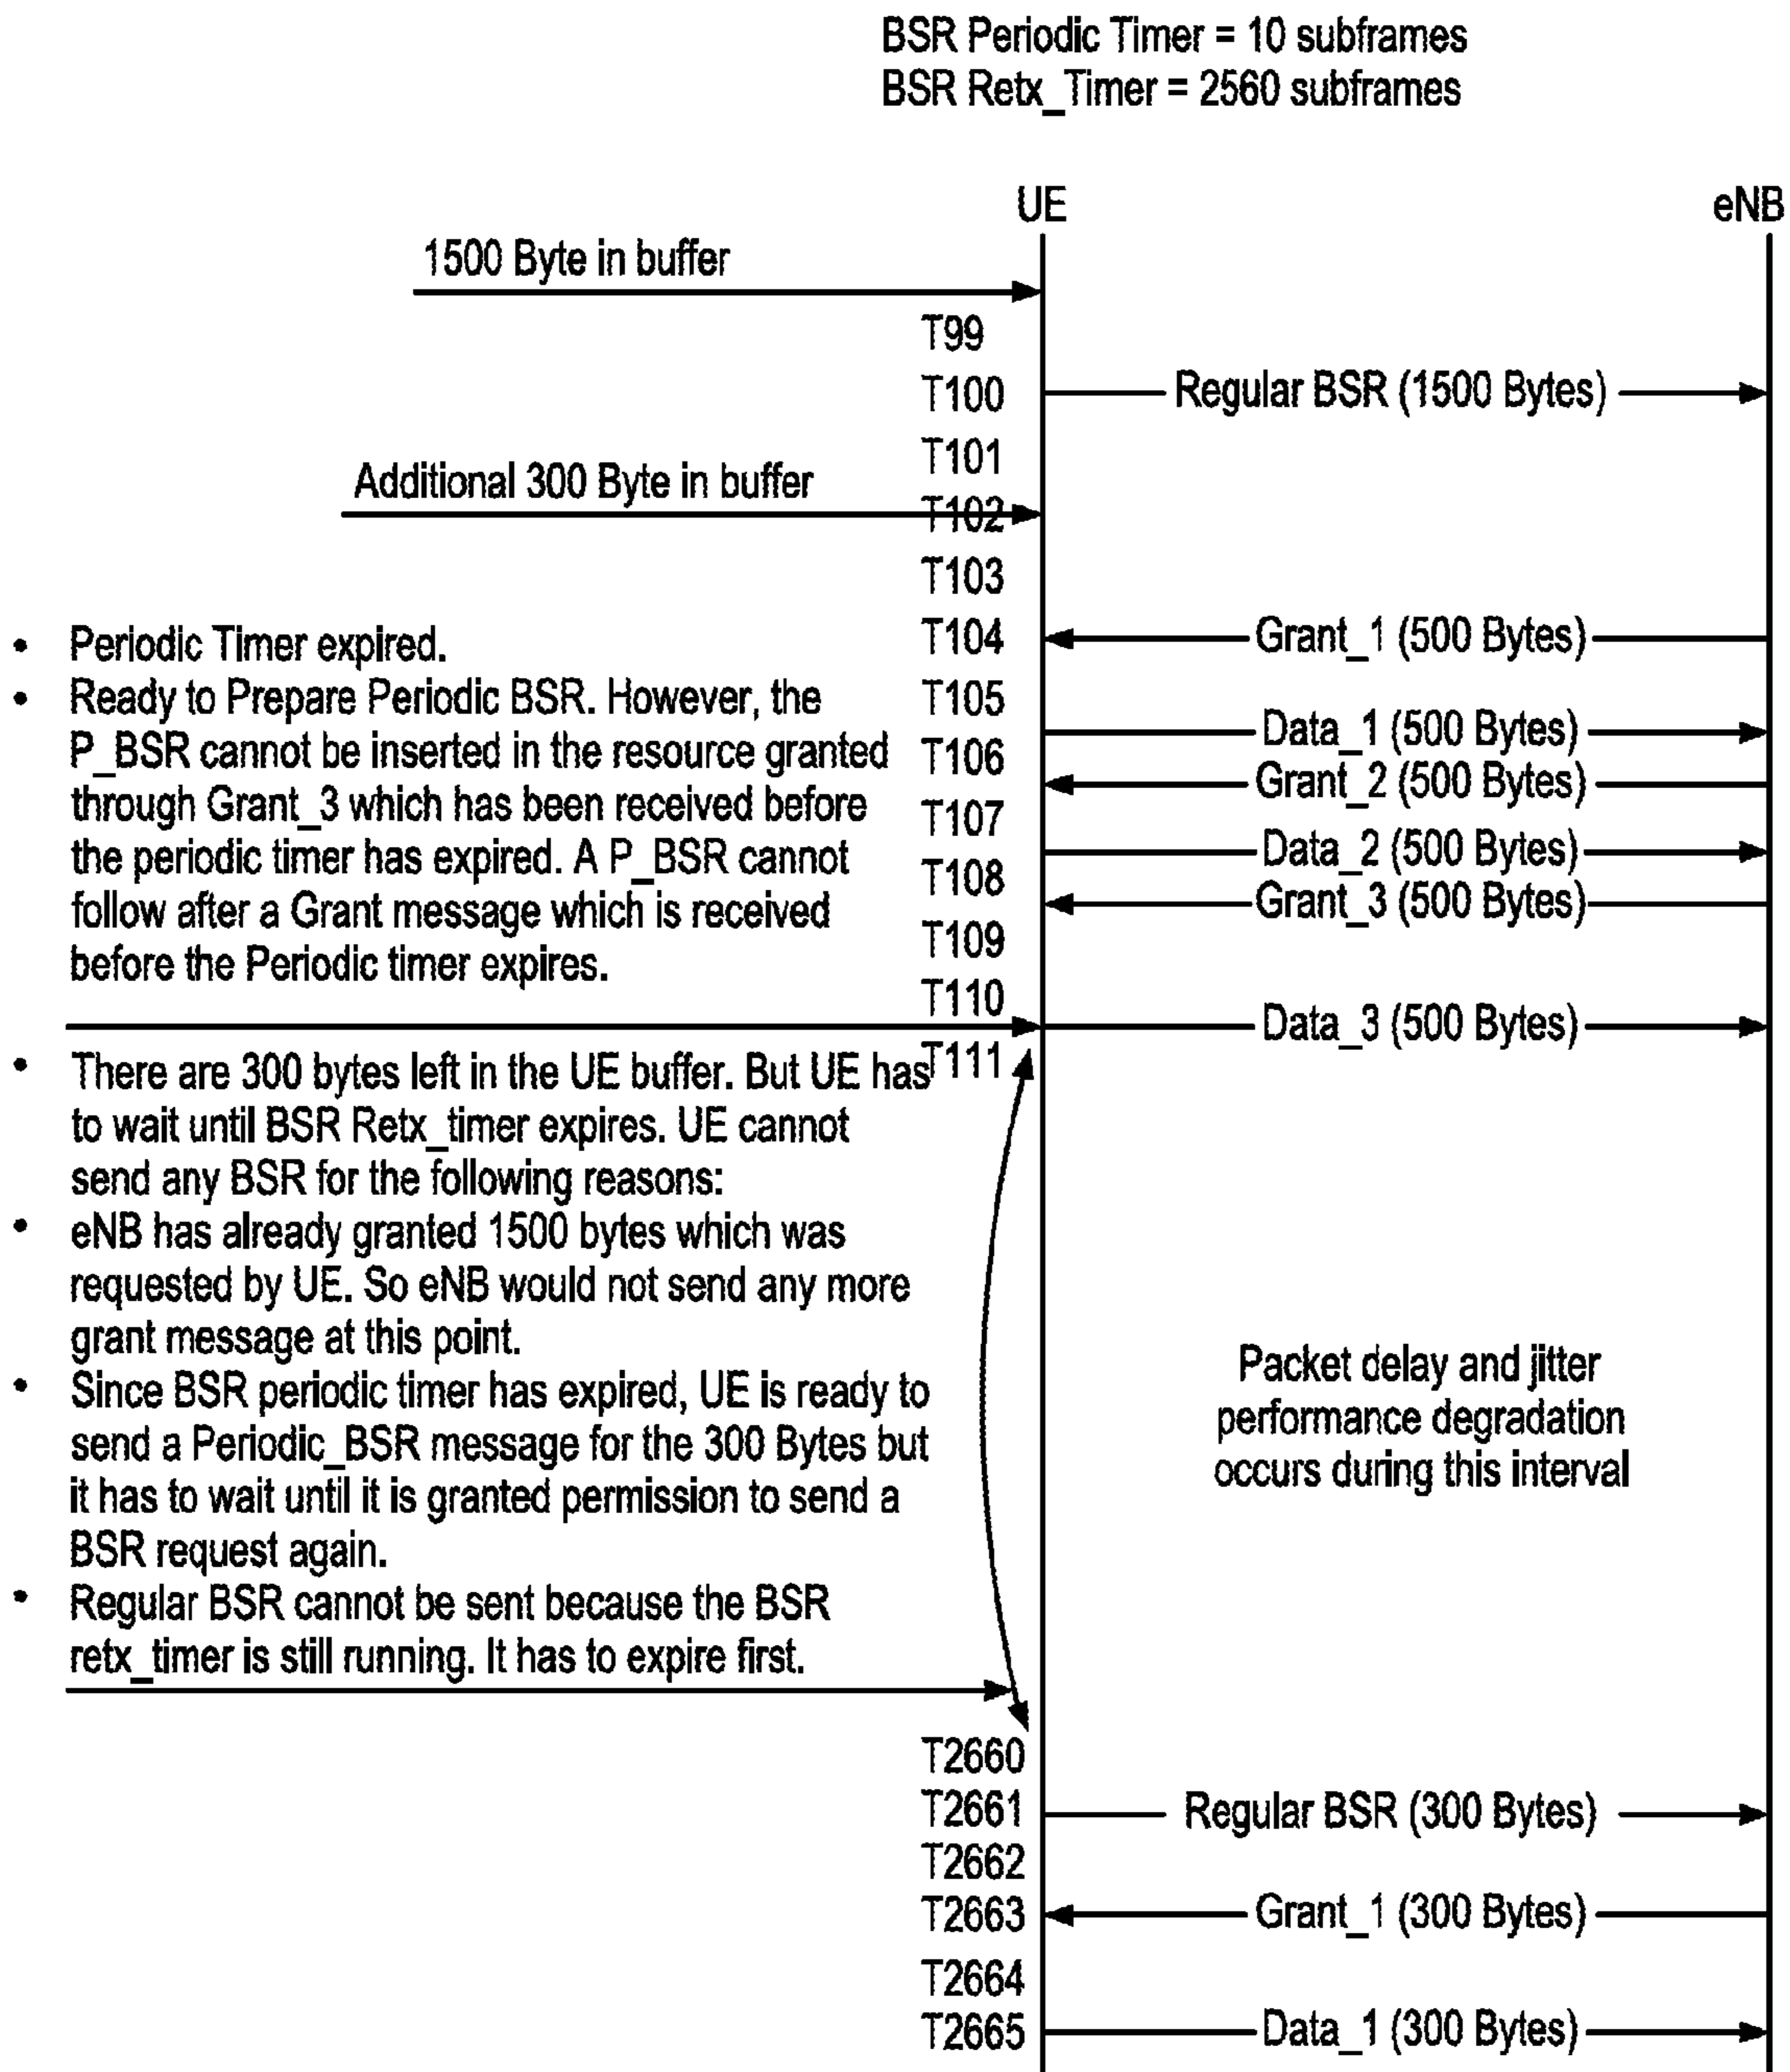 BSR Periodic Timer = 10 subframes
BSR Retx_Timer = 2560 subframes
UE
eNB
1500 Byte in buffer
T99
T100
Regular BSR (1500 Bytes)
T101
Additional 300 Byte in buffer
T102
T103
T104
Grant_1 (500 Bytes)
• Periodic Timer expired.
• Ready to Prepare Periodic BSR. However, the
P_BSR cannot be inserted in the resource granted
through Grant_3 which has been received before
the periodic timer has expired. A P_BSR cannot
follow after a Grant message which is received
before the Periodic timer expires.
T105
Data_1 (500 Bytes)
T106
Grant_2 (500 Bytes)
T107
Data_2 (500 Bytes)
T108
Grant_3 (500 Bytes)
T109
T110
Data_3 (500 Bytes)
T111
• There are 300 bytes left in the UE buffer. But UE has
to wait until BSR Retx_timer expires. UE cannot
send any BSR for the following reasons:
• eNB has already granted 1500 bytes which was
requested by UE. So eNB would not send any more
grant message at this point.
• Since BSR periodic timer has expired, UE is ready to
send a Periodic_BSR message for the 300 Bytes but
it has to wait until it is granted permission to send a
BSR request again.
• Regular BSR cannot be sent because the BSR
retx_timer is still running. It has to expire first.
Packet delay and jitter
performance degradation
occurs during this interval
T2660
T2661
Regular BSR (300 Bytes)
T2662
T2663
Grant_1 (300 Bytes)
T2664
T2665
Data_1 (300 Bytes)